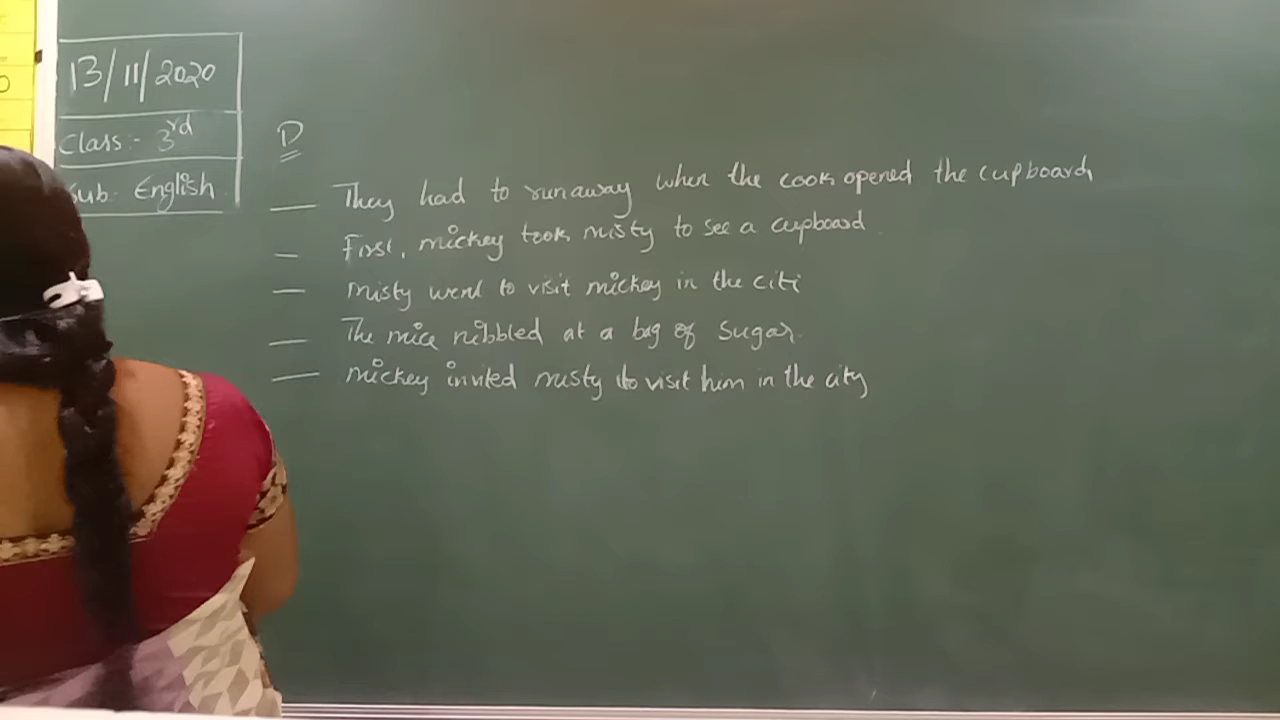 13/11/2020
Class:- 3rd
Sub- English
D
— They had to runaway when the cook opened the cupboard
— first, mickey took misty to see a cupboard.
— misty went to visit mickey in the citi
— The mice nibbled at a bag of sugar.
— mickey invited misty to visit him in the city